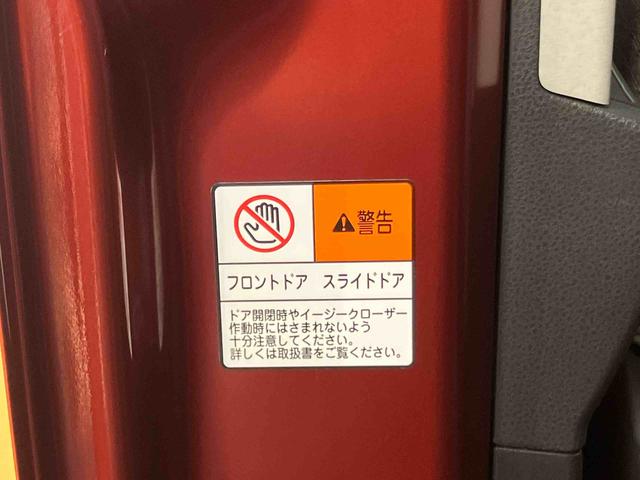 ⚠警告
フロントドア スライドドア
ドア開閉時やイージークローザー
作動時にはさまれないよう
十分注意してください。
詳しくは取扱書をご覧ください。